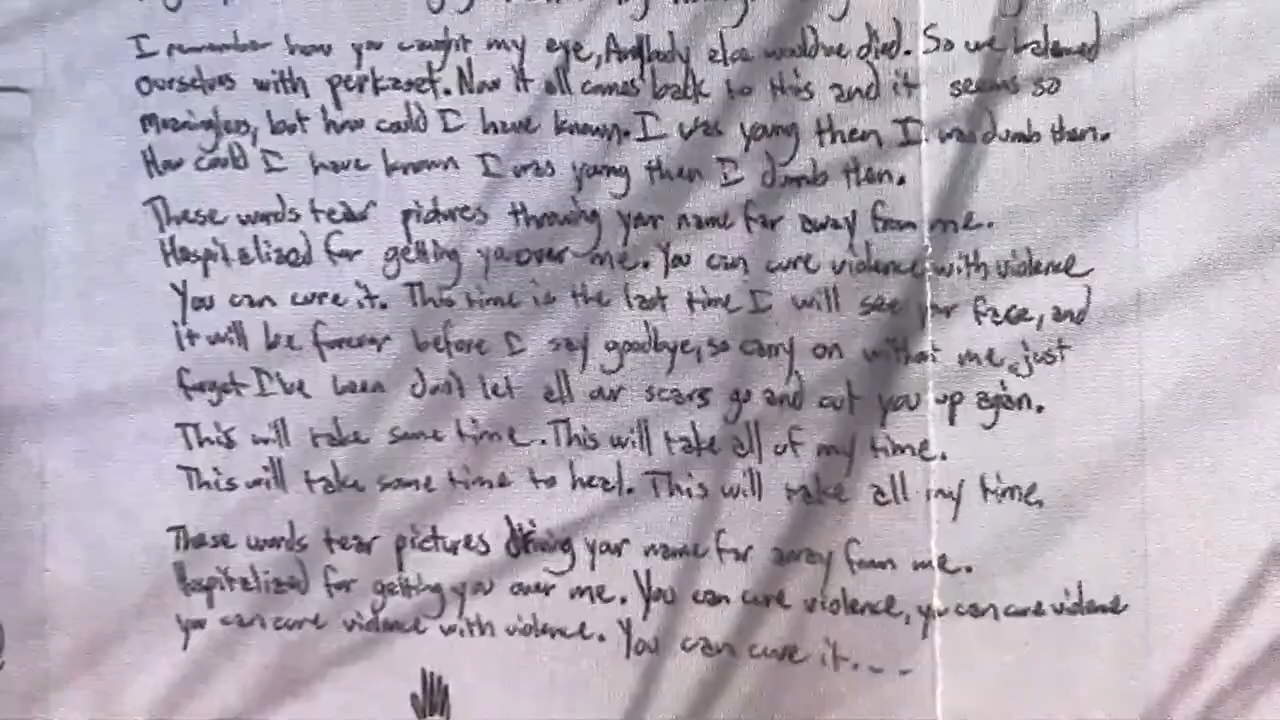 I remember how you caught my eye, Anybody else would've died. So we
ourselves with perkaset. Now it all comes back to this and it seems so
meaningless, but how could I have known. I was young then I was dumb then.
How could I have known I was young then I dumb then.
These words tear pictures throwing your name far away from me.
Hospitalized for getting you over me. You can cure violence with violence
You can cure it. This time is the last time I will see your face, and
it will be forever before I say goodbye, so carry on without me, just
forget I've been don't let all our scars go and cut you up again.
This will take some time. This will take all of my time.
This will take some time to heal. This will take all my time.
These words tear pictures driving your name far away from me.
Hospitalized for getting you over me. You can cure violence, you can cure violence
you can cure violence with violence. You can cure it....